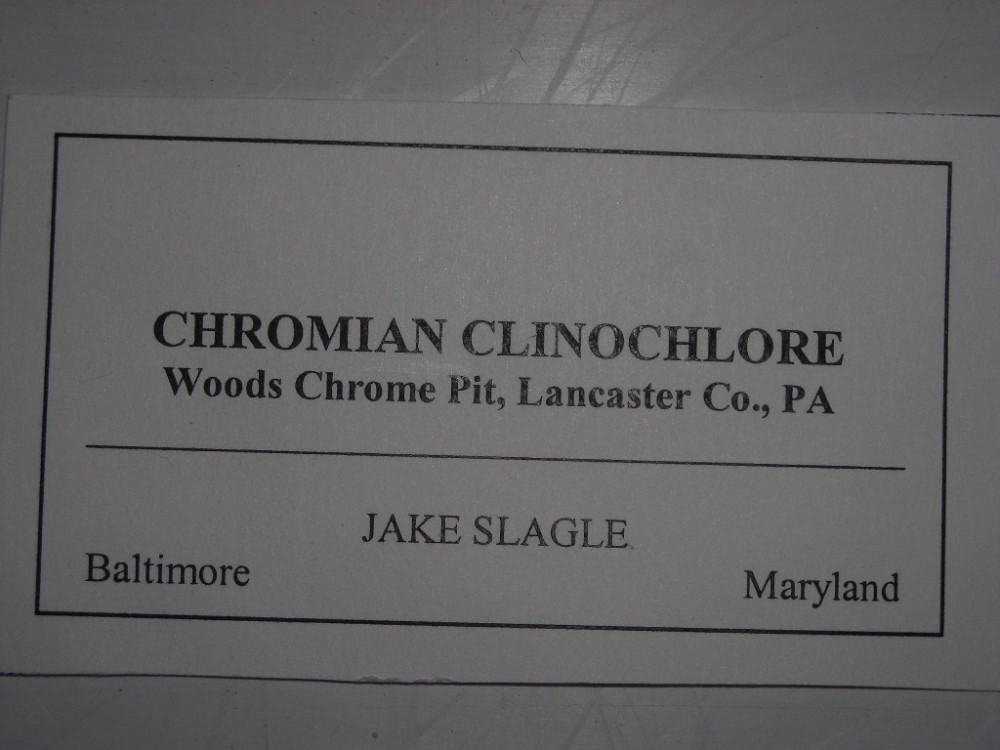 CHROMIAN CLINOCHLORE
Woods Chrome Pit, Lancaster Co., PA
JAKE SLAGLE
Baltimore Maryland